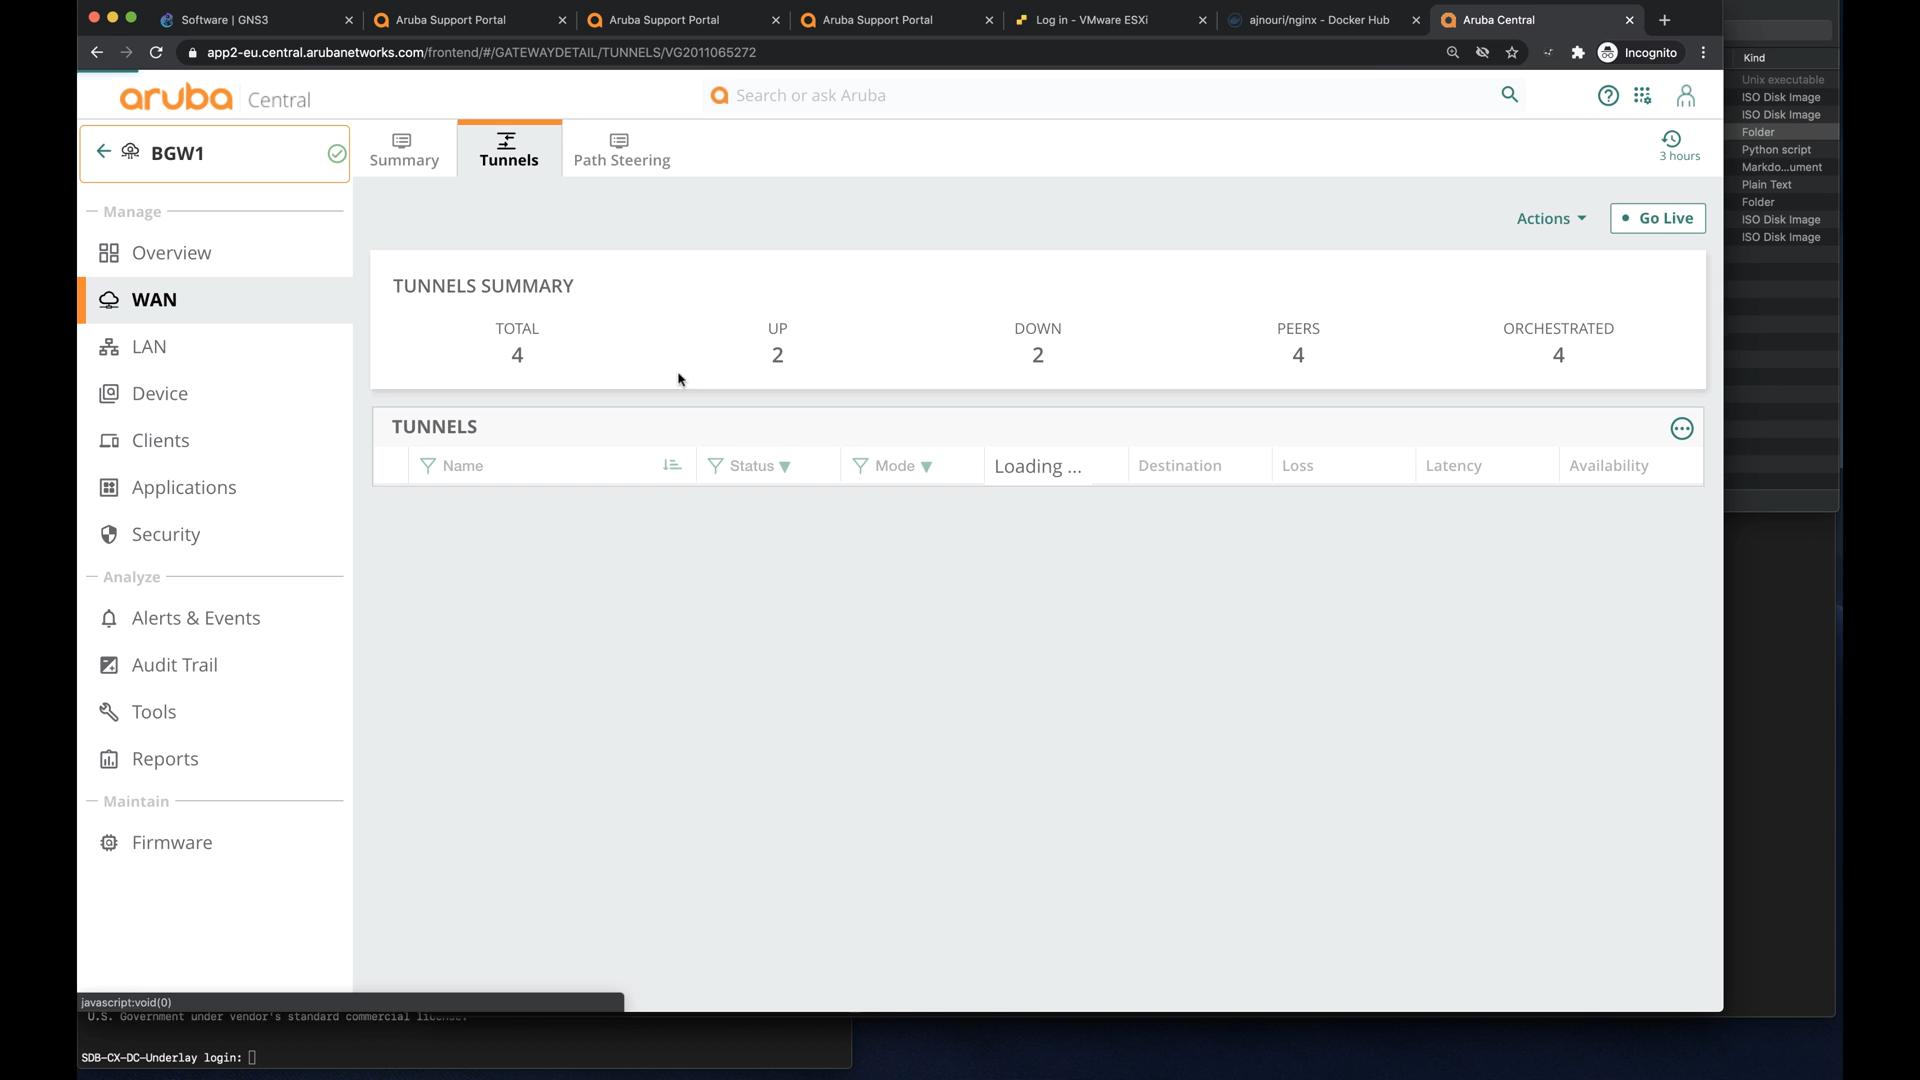 Software | GNS3
Aruba Support Portal
Aruba Support Portal
Aruba Support Portal
Log in - VMware ESXi
ajnouri/nginx - Docker Hub
Aruba Central
app2-eu.central.arubanetworks.com/frontend/#/GATEWAYDETAIL/TUNNELS/VG2011065272
Incognito
Kind
Unix executable
ISO Disk Image
ISO Disk Image
Folder
Python script
Markdo...ument
Plain Text
Folder
ISO Disk Image
ISO Disk Image
aruba Central
Search or ask Aruba
BGW1
Summary
Tunnels
Path Steering
3 hours
Manage
Overview
WAN
LAN
Device
Clients
Applications
Security
Analyze
Alerts & Events
Audit Trail
Tools
Reports
Maintain
Firmware
Actions
Go Live
TUNNELS SUMMARY
TOTAL UP DOWN PEERS ORCHESTRATED
4 2 2 4 4
TUNNELS
Name Status Mode Loading ... Destination Loss Latency Availability
javascript:void(0)
U.S. Government under vendor's standard commercial license.
SDB-CX-DC-Underlay login: